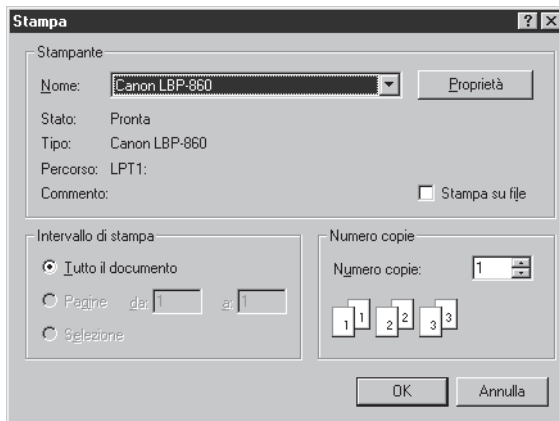 Stampa
Stampante
Nome: Canon LBP-860 Proprietà
Stato: Pronta
Tipo: Canon LBP-860
Percorso: LPT1:
Commento: Stampa su file
Intervallo di stampa
Tutto il documento
Pagine da: 1 a: 1
Selezione
Numero copie
Numero copie: 1
1 1 2 2 3 3
OK Annulla